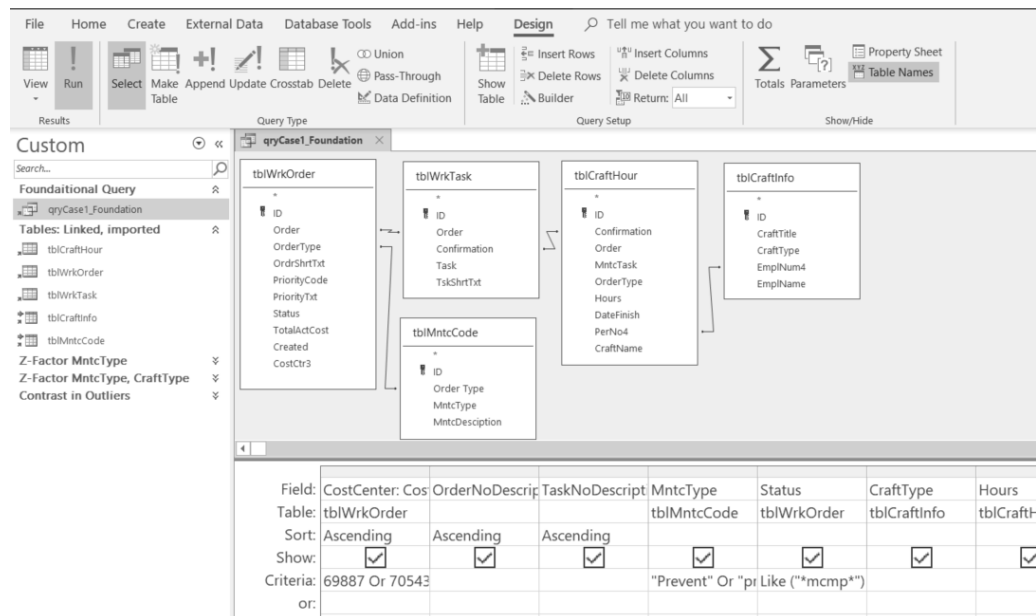 File Home Create External Data Database Tools Add-ins Help Design Tell me what you want to do
View
Run
Results
Select
Make Table
Append
Update
Crosstab
Delete
Union
Pass-Through
Data Definition
Query Type
Show Table
Insert Rows
Delete Rows
Builder
Insert Columns
Delete Columns
Return: All
Query Setup
Totals
Parameters
Property Sheet
Table Names
Show/Hide
Custom
Search...
Foundaitional Query
qryCase1_Foundation
Tables: Linked, imported
tblCraftHour
tblWrkOrder
tblWrkTask
tblCraftInfo
tblMntcCode
Z-Factor MntcType
Z-Factor MntcType, CraftType
Contrast in Outliers
qryCase1_Foundation
tblWrkOrder
*
ID
Order
OrderType
OrdrShrtTxt
PriorityCode
PriorityTxt
Status
TotalActCost
Created
CostCtr3
tblWrkTask
*
ID
Order
Confirmation
Task
TskShrtTxt
tblMntcCode
*
ID
Order Type
MntcType
MntcDesciption
tblCraftHour
*
ID
Confirmation
Order
MntcTask
OrderType
Hours
DateFinish
PerNo4
CraftName
tblCraftInfo
*
ID
CraftTitle
CraftType
EmplNum4
EmplName
Field: CostCenter: Cos OrderNoDescrip TaskNoDescript MntcType Status CraftType Hours
Table: tblWrkOrder tblMntcCode tblWrkOrder tblCraftInfo tblCraftH
Sort: Ascending Ascending Ascending
Show:
Criteria: 69887 Or 70543 "Prevent" Or "pr Like ("*mcmp*")
or: